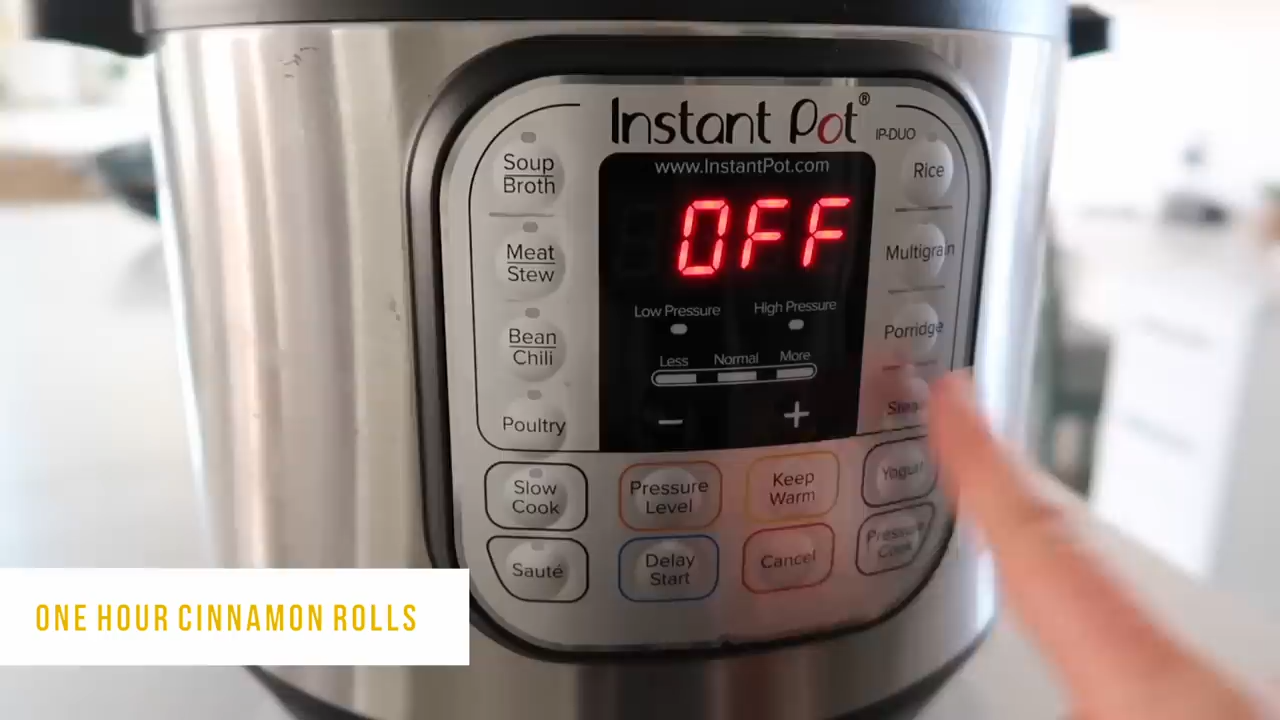 Instant Pot®
IP-DUO
www.InstantPot.com
OFF
Low Pressure
High Pressure
Less
Normal
More
−
+
Soup
Broth
Meat
Stew
Bean
Chili
Poultry
Rice
Multigrain
Porridge
Slow
Cook
Pressure
Level
Keep
Warm
Yogurt
Sauté
Delay
Start
Cancel
Pressure
Cook
ONE HOUR CINNAMON ROLLS